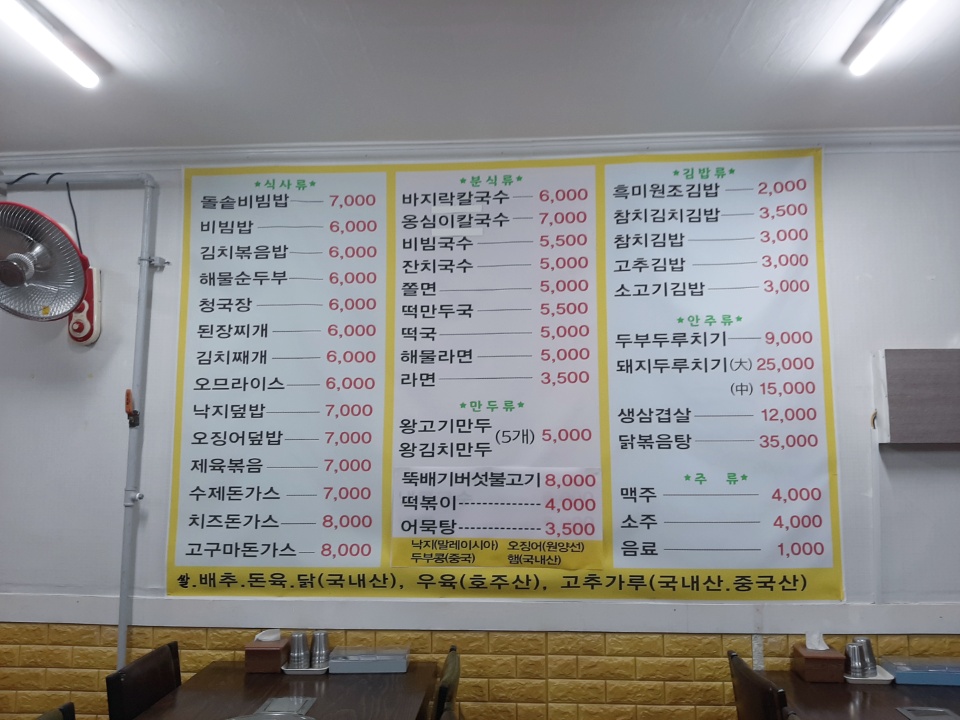 *식사류*
돌솥비빔밥 7,000
비빔밥 6,000
김치볶음밥 6,000
해물순두부 6,000
청국장 6,000
된장찌개 6,000
김치째개 6,000
오므라이스 6,000
낙지덮밥 7,000
오징어덮밥 7,000
제육볶음 7,000
수제돈가스 7,000
치즈돈가스 8,000
고구마돈가스 8,000
*분식류*
바지락칼국수 6,000
옹심이칼국수 7,000
비빔국수 5,500
잔치국수 5,000
쫄면 5,000
떡만두국 5,500
떡국 5,000
해물라면 5,000
라면 3,500
*만두류*
왕고기만두
왕김치만두 (5개) 5,000
뚝배기버섯불고기 8,000
떡볶이 4,000
어묵탕 3,500
낙지(말레이시아) 오징어(원양선)
두부콩(중국) 햄(국내산)
*김밥류*
흑미원조김밥 2,000
참치김치김밥 3,500
참치김밥 3,000
고추김밥 3,000
소고기김밥 3,000
*안주류*
두부두루치기 9,000
돼지두루치기(大) 25,000
(中) 15,000
생삼겹살 12,000
닭볶음탕 35,000
*주 류*
맥주 4,000
소주 4,000
음료 1,000
쌀.배추.돈육.닭(국내산), 우육(호주산), 고추가루(국내산.중국산)